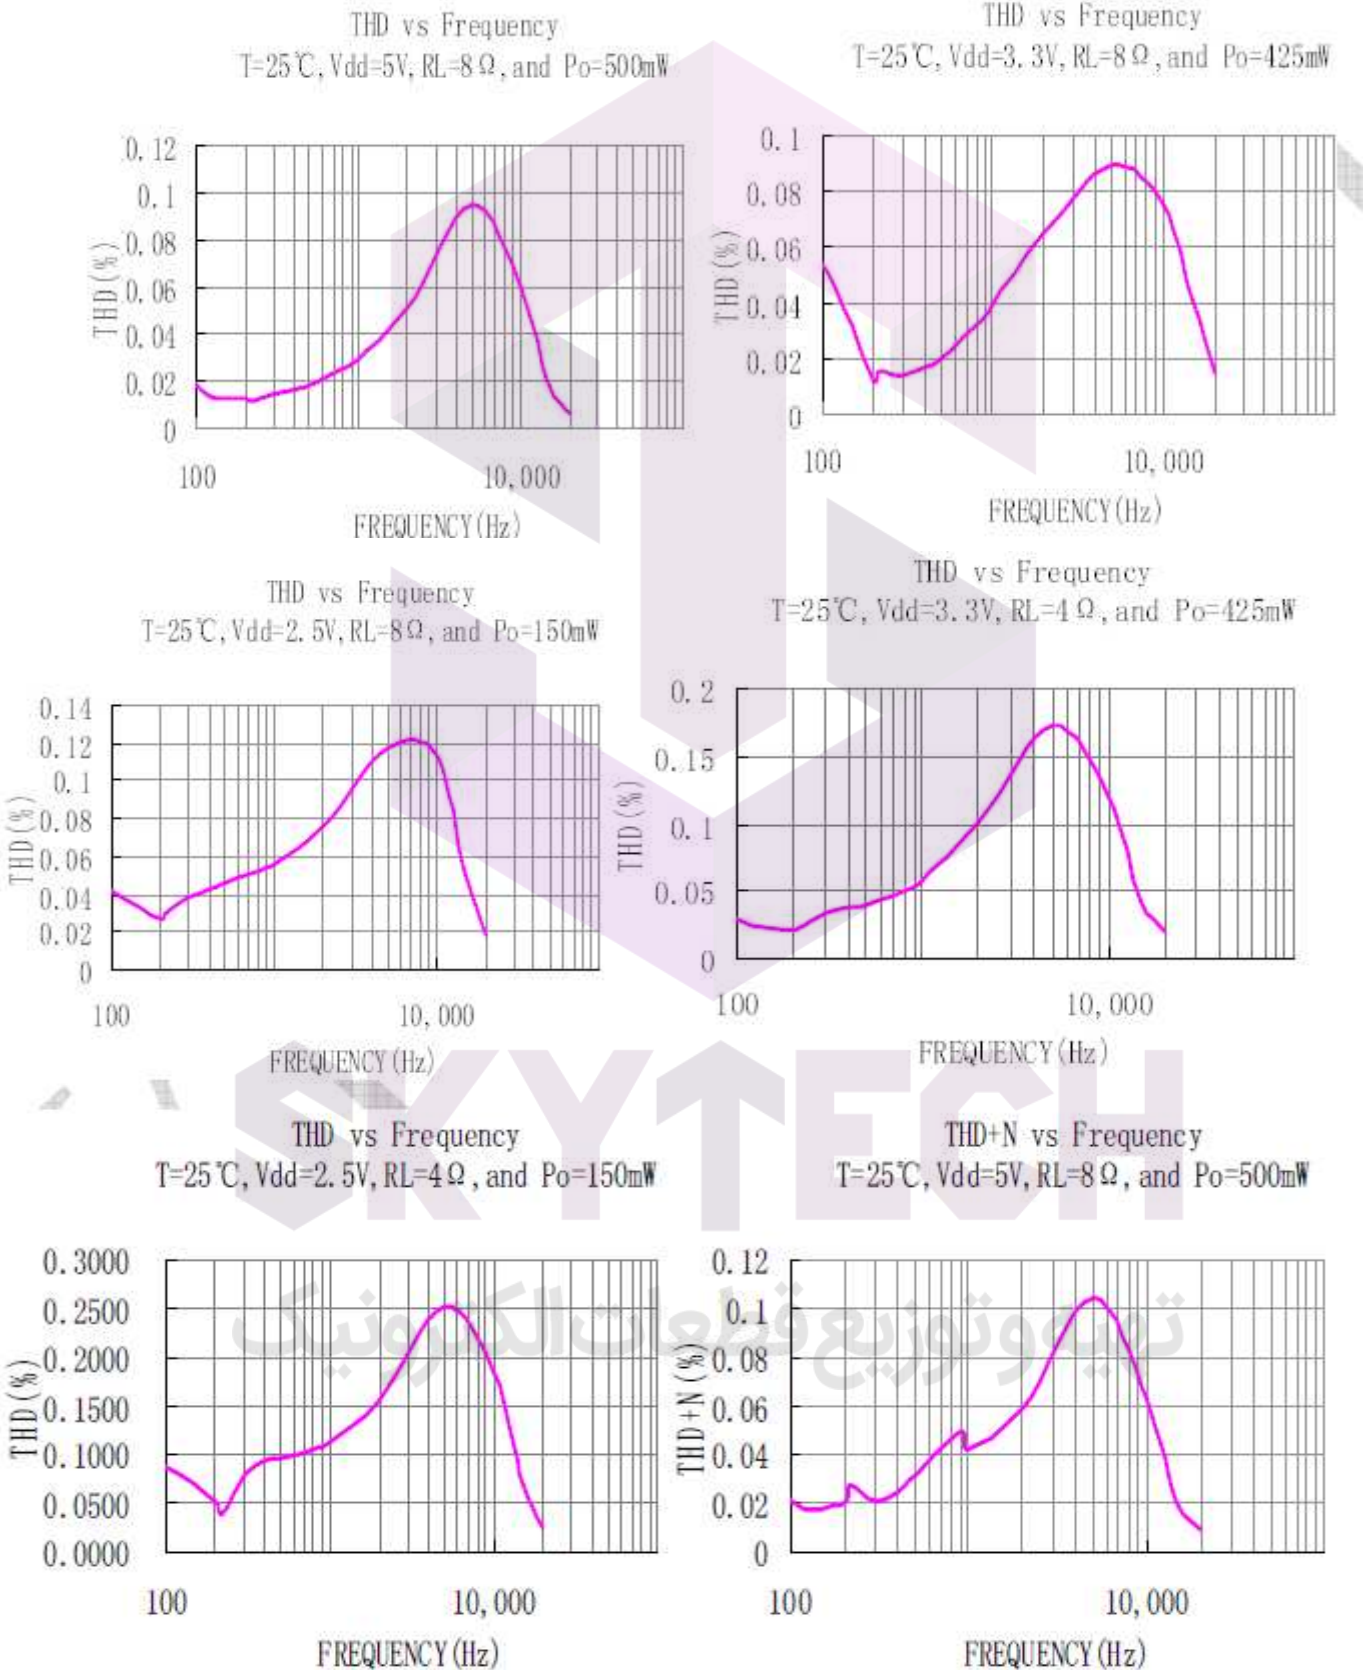 THD vs Frequency
T=25℃, Vdd=5V, RL=8Ω, and Po=500mW
0.12
0.1
0.08
0.06
0.04
0.02
0
THD(%)
100
10,000
FREQUENCY(Hz)
THD vs Frequency
T=25℃, Vdd=3.3V, RL=8Ω, and Po=425mW
0.1
0.08
0.06
0.04
0.02
0
THD(%)
100
10,000
FREQUENCY(Hz)
THD vs Frequency
T=25℃, Vdd=2.5V, RL=8Ω, and Po=150mW
0.14
0.12
0.1
0.08
0.06
0.04
0.02
0
THD(%)
100
10,000
FREQUENCY(Hz)
THD vs Frequency
T=25℃, Vdd=3.3V, RL=4Ω, and Po=425mW
0.2
0.15
0.1
0.05
0
THD(%)
100
10,000
FREQUENCY(Hz)
SKYTECH
تهیه و توزیع قطعات الکترونیک
THD vs Frequency
T=25℃, Vdd=2.5V, RL=4Ω, and Po=150mW
0.3000
0.2500
0.2000
0.1500
0.1000
0.0500
0.0000
THD(%)
100
10,000
FREQUENCY(Hz)
THD+N vs Frequency
T=25℃, Vdd=5V, RL=8Ω, and Po=500mW
0.12
0.1
0.08
0.06
0.04
0.02
0
THD+N(%)
100
10,000
FREQUENCY(Hz)